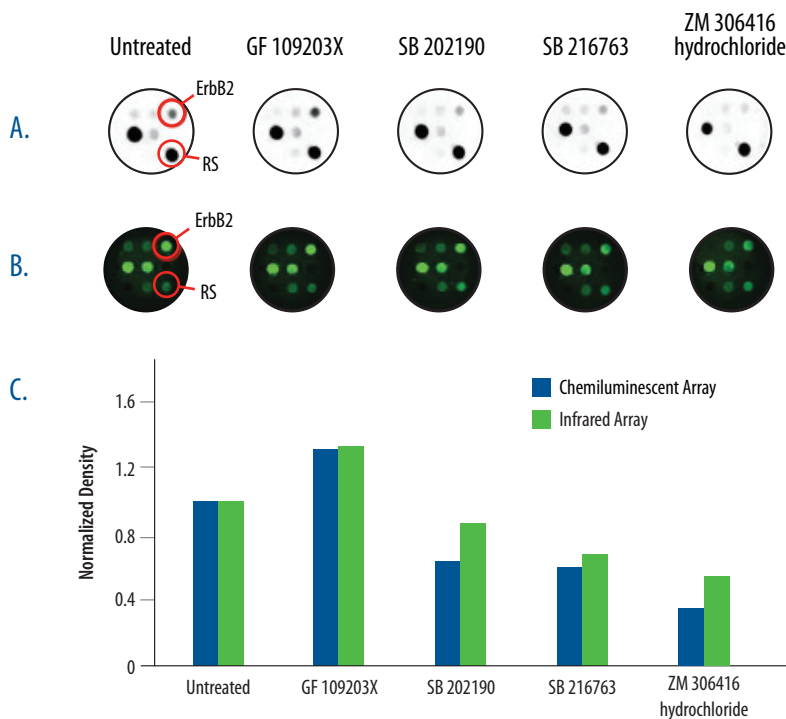 Untreated
GF 109203X
SB 202190
SB 216763
ZM 306416
hydrochloride
A.
ErbB2
RS
B.
ErbB2
RS
C.
Chemiluminescent Array
Infrared Array
Normalized Density
1.6
1.2
0.8
0.4
0
Untreated
GF 109203X
SB 202190
SB 216763
ZM 306416
hydrochloride